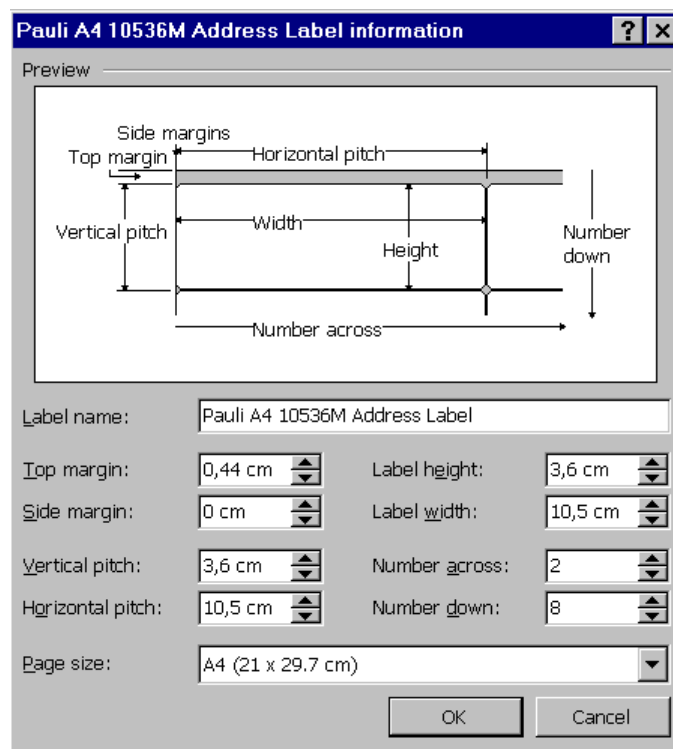 Pauli A4 10536M Address Label information
Preview
Side margins
Top margin
Horizontal pitch
Vertical pitch
Width
Height
Number down
Number across
Label name: Pauli A4 10536M Address Label
Top margin: 0,44 cm Label height: 3,6 cm
Side margin: 0 cm Label width: 10,5 cm
Vertical pitch: 3,6 cm Number across: 2
Horizontal pitch: 10,5 cm Number down: 8
Page size: A4 (21 x 29.7 cm)
OK Cancel